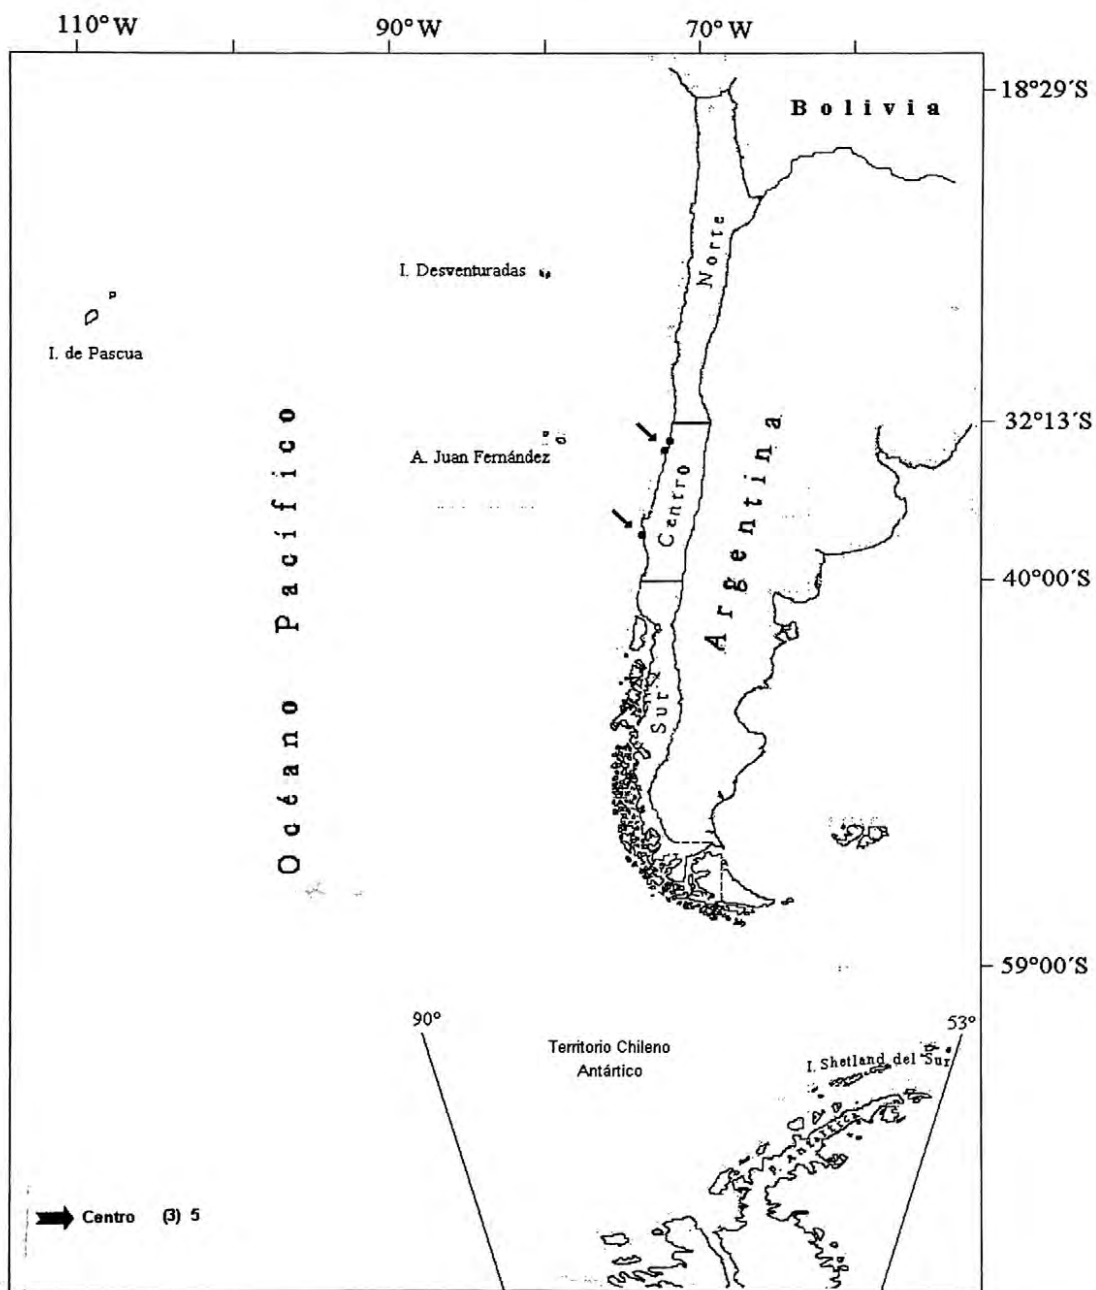 110° W 90° W 70° W
18°29´S
Bolivia
Norte
I. Desventuradas
I. de Pascua
32°13´S
A. Juan Fernández
Centro
Argentina
Océano Pacífico
40°00´S
Sur
59°00´S
90°
53°
Territorio Chileno
Antártico
I. Shetland del Sur
Centro (3) 5